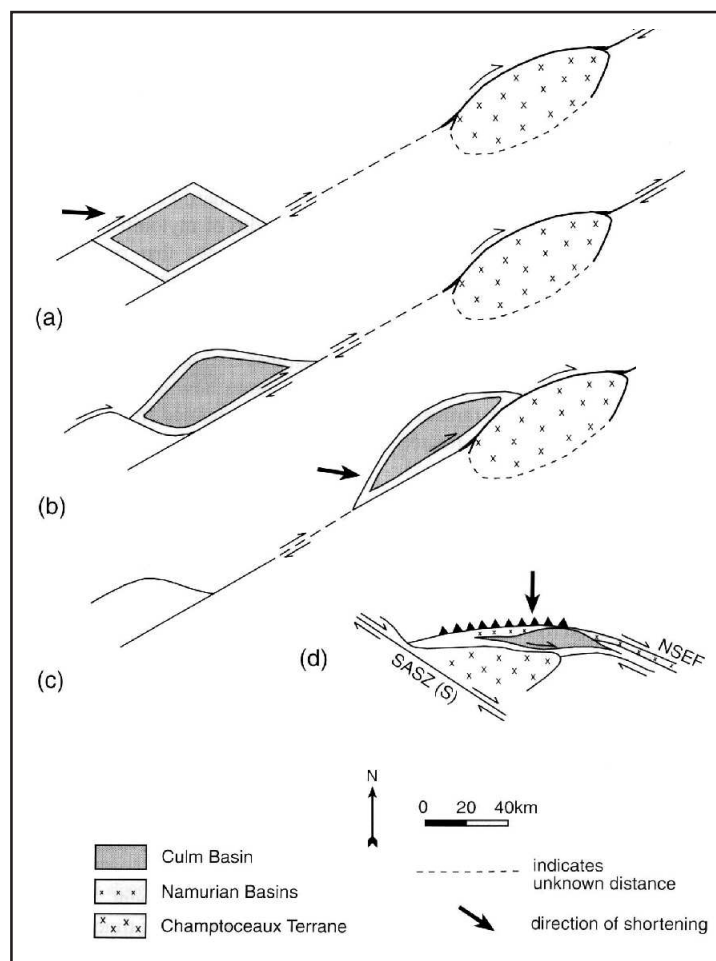 (a)
(b)
(c)
(d)
NSEF
SASZ (S)
N
0 20 40km
Culm Basin
Namurian Basins
Champtoceaux Terrane
indicates
unknown distance
direction of shortening